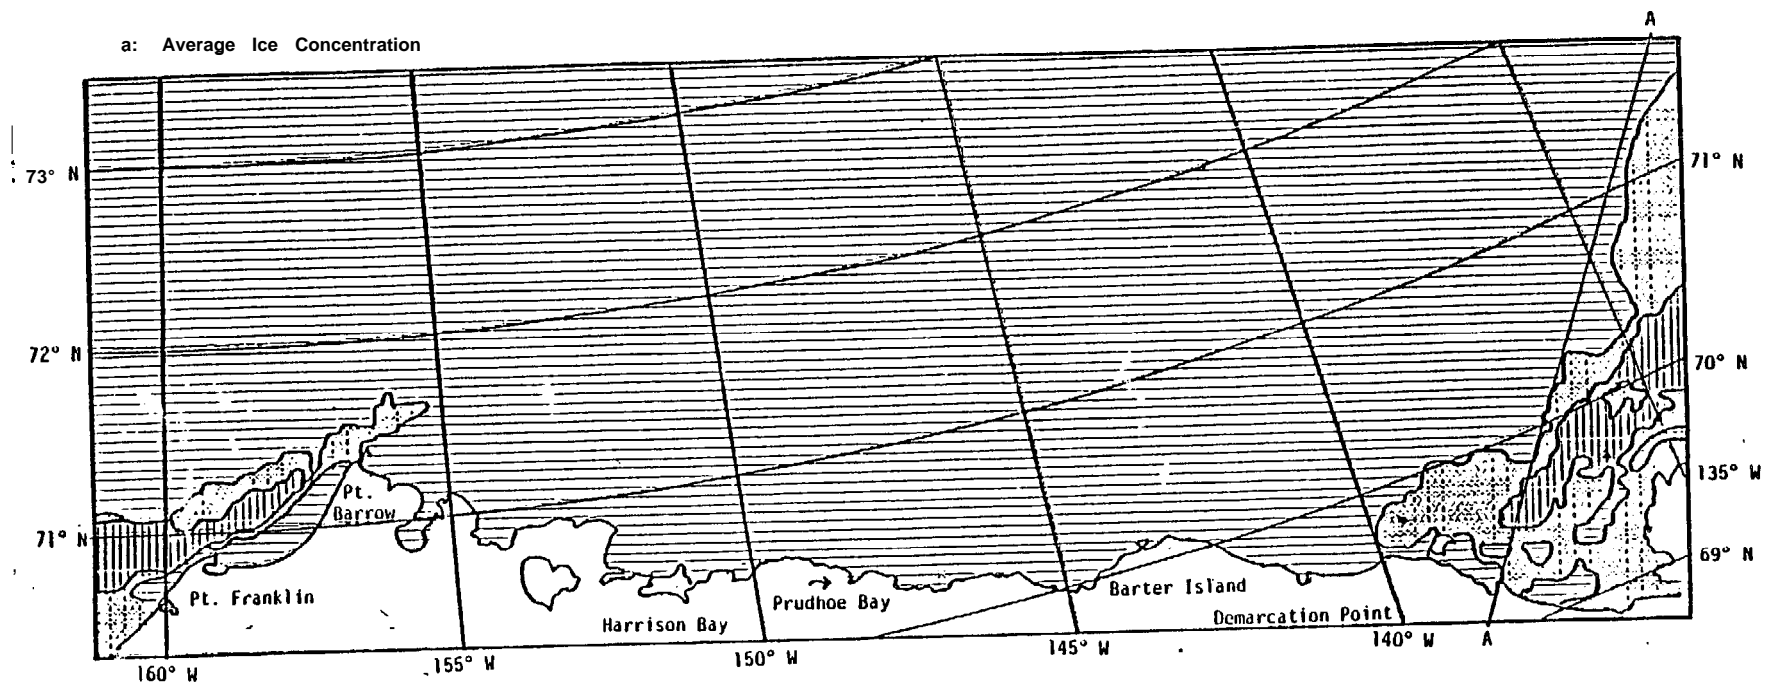 A
a: Average Ice Concentration
73° N
71° N
72° N
70° N
Pt.
Barrow
135° W
71° N
69° N
Pt. Franklin
Barter Island
Prudhoe Bay
Harrison Bay
Demarcation Point
160° W
155° W
150° W
145° W
140° W
A